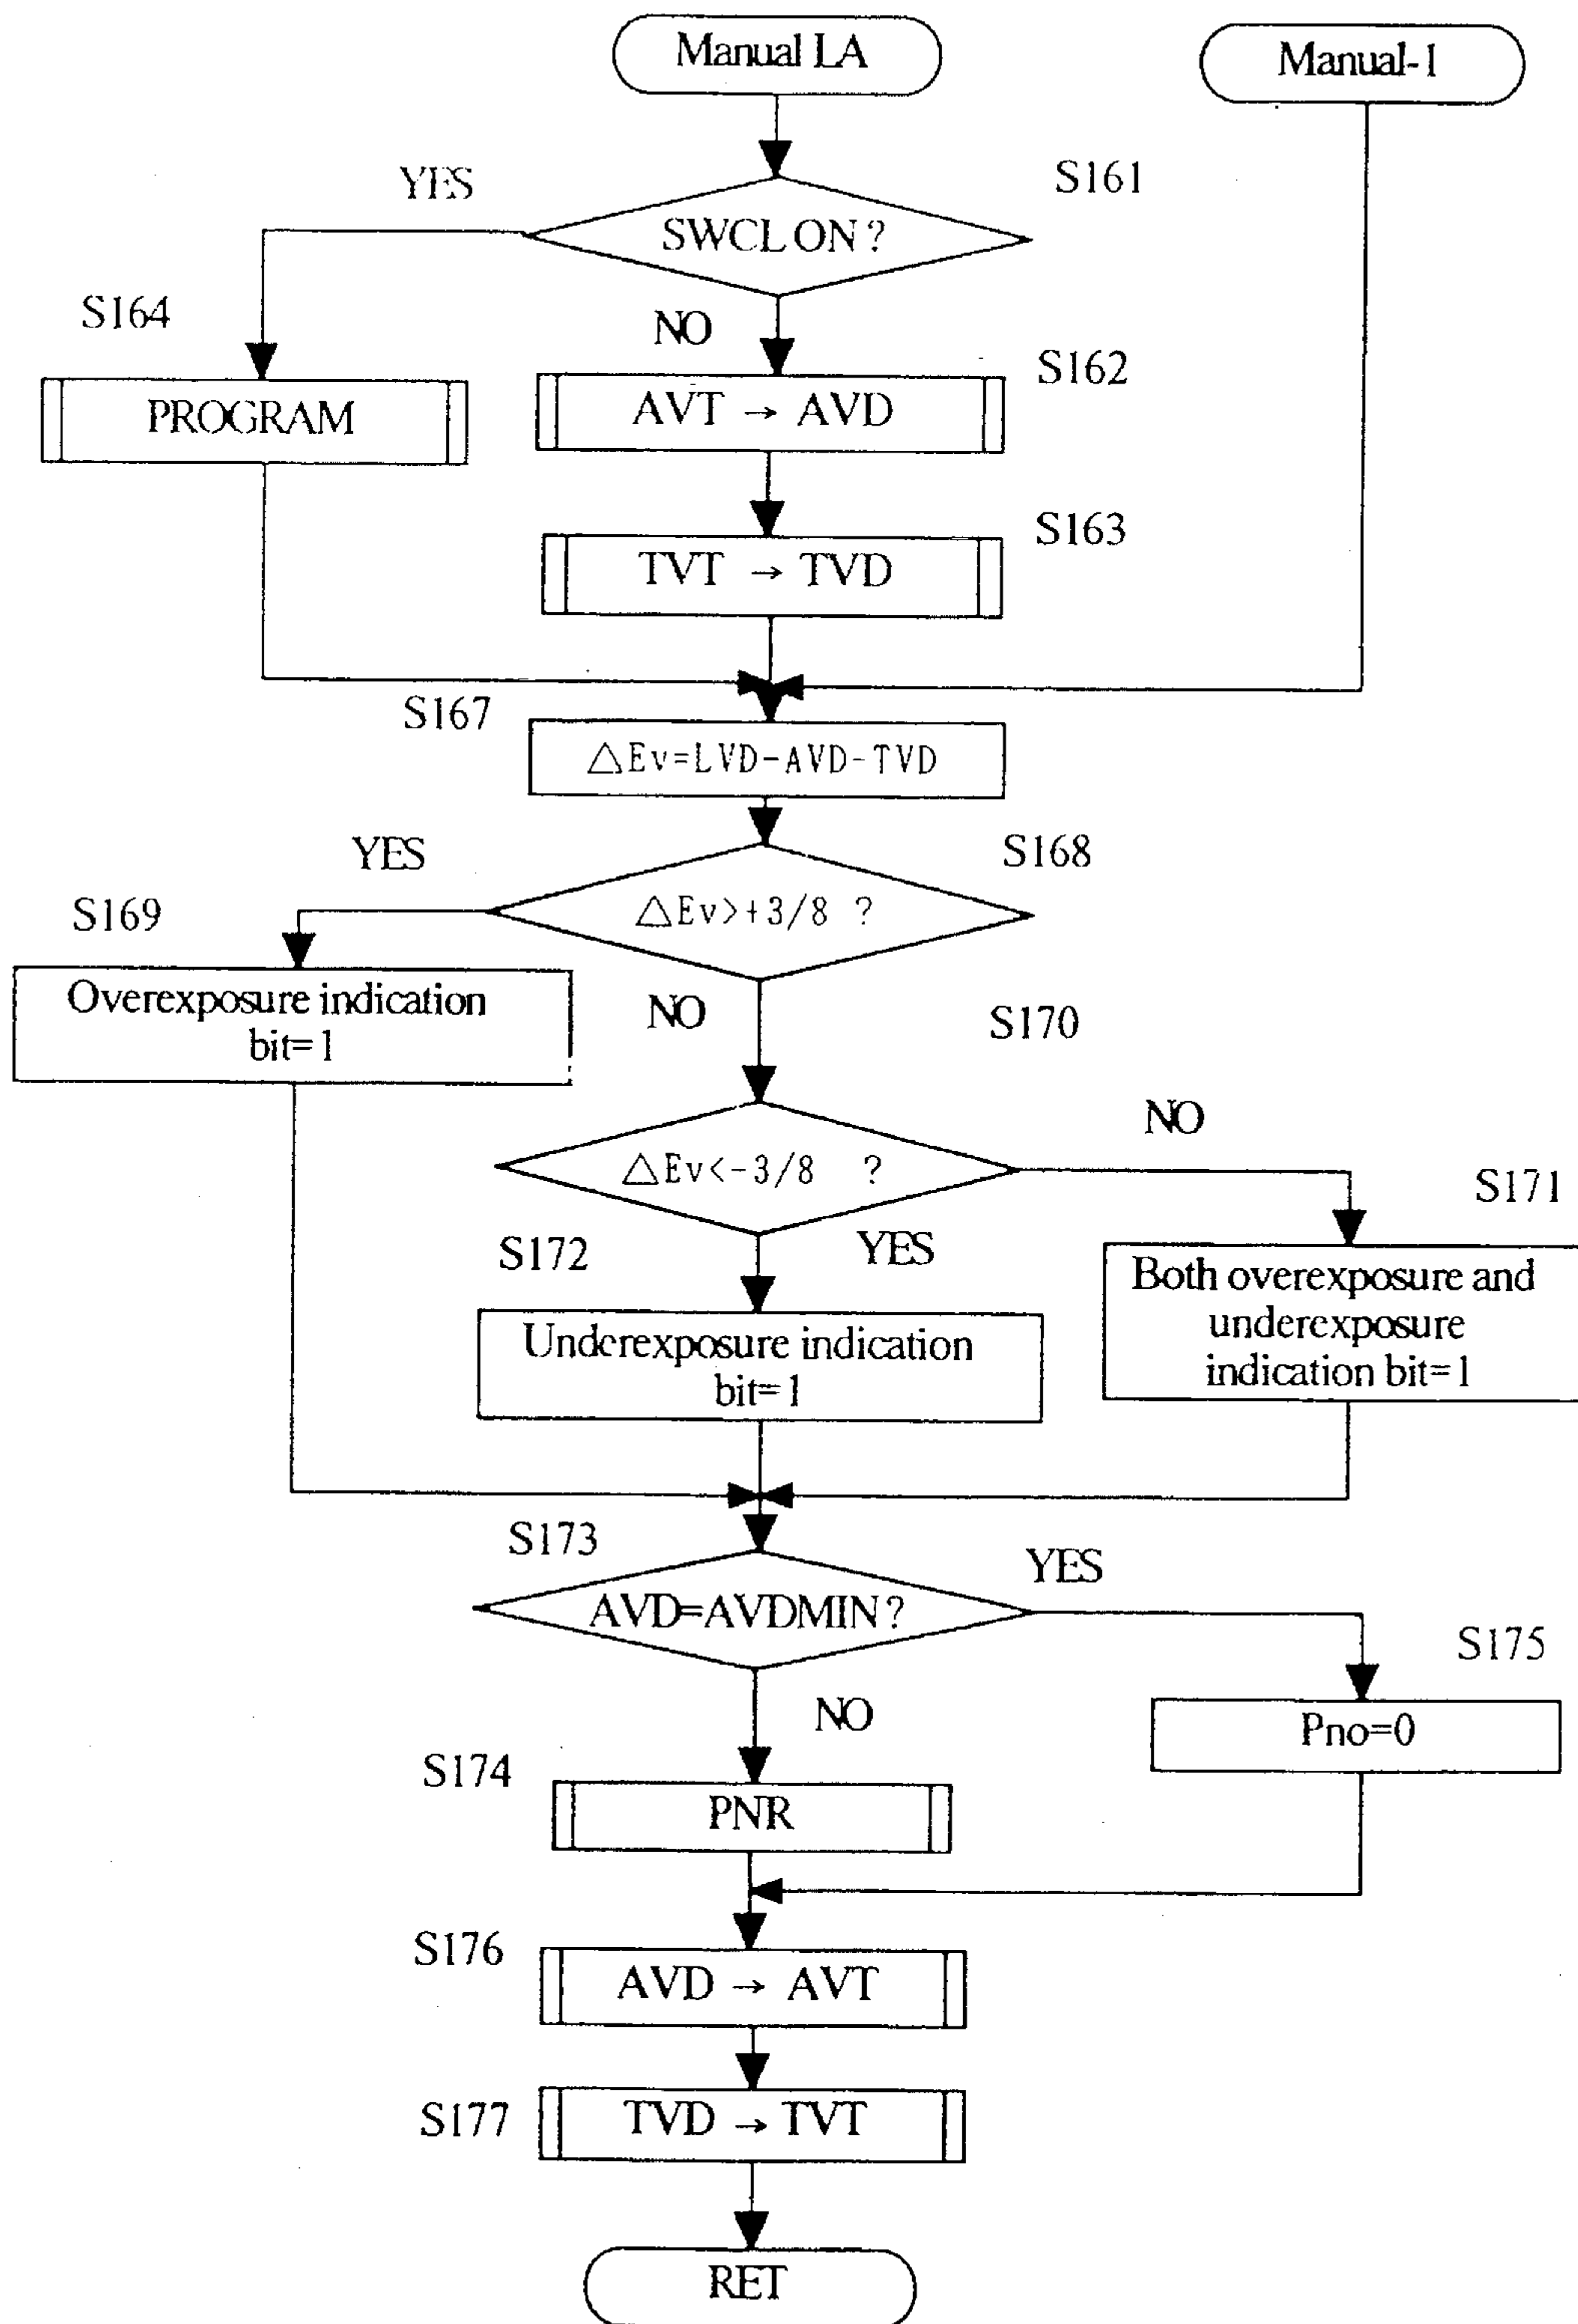 Manual LA
Manual-1
YES
S161
SWCL ON ?
S164
NO
S162
PROGRAM
AVT → AVD
S163
TVT → TVD
S167
△Ev=LVD-AVD-TVD
YES
S168
△Ev>+3/8 ?
S169
Overexposure indication
bit=1
NO
S170
NO
△Ev<-3/8 ?
S171
S172
YES
Both overexposure and
underexposure
indication bit=1
Underexposure indication
bit=1
S173
YES
AVD=AVDMIN?
S175
NO
Pno=0
S174
PNR
S176
AVD → AVT
S177
TVD → TVT
RET